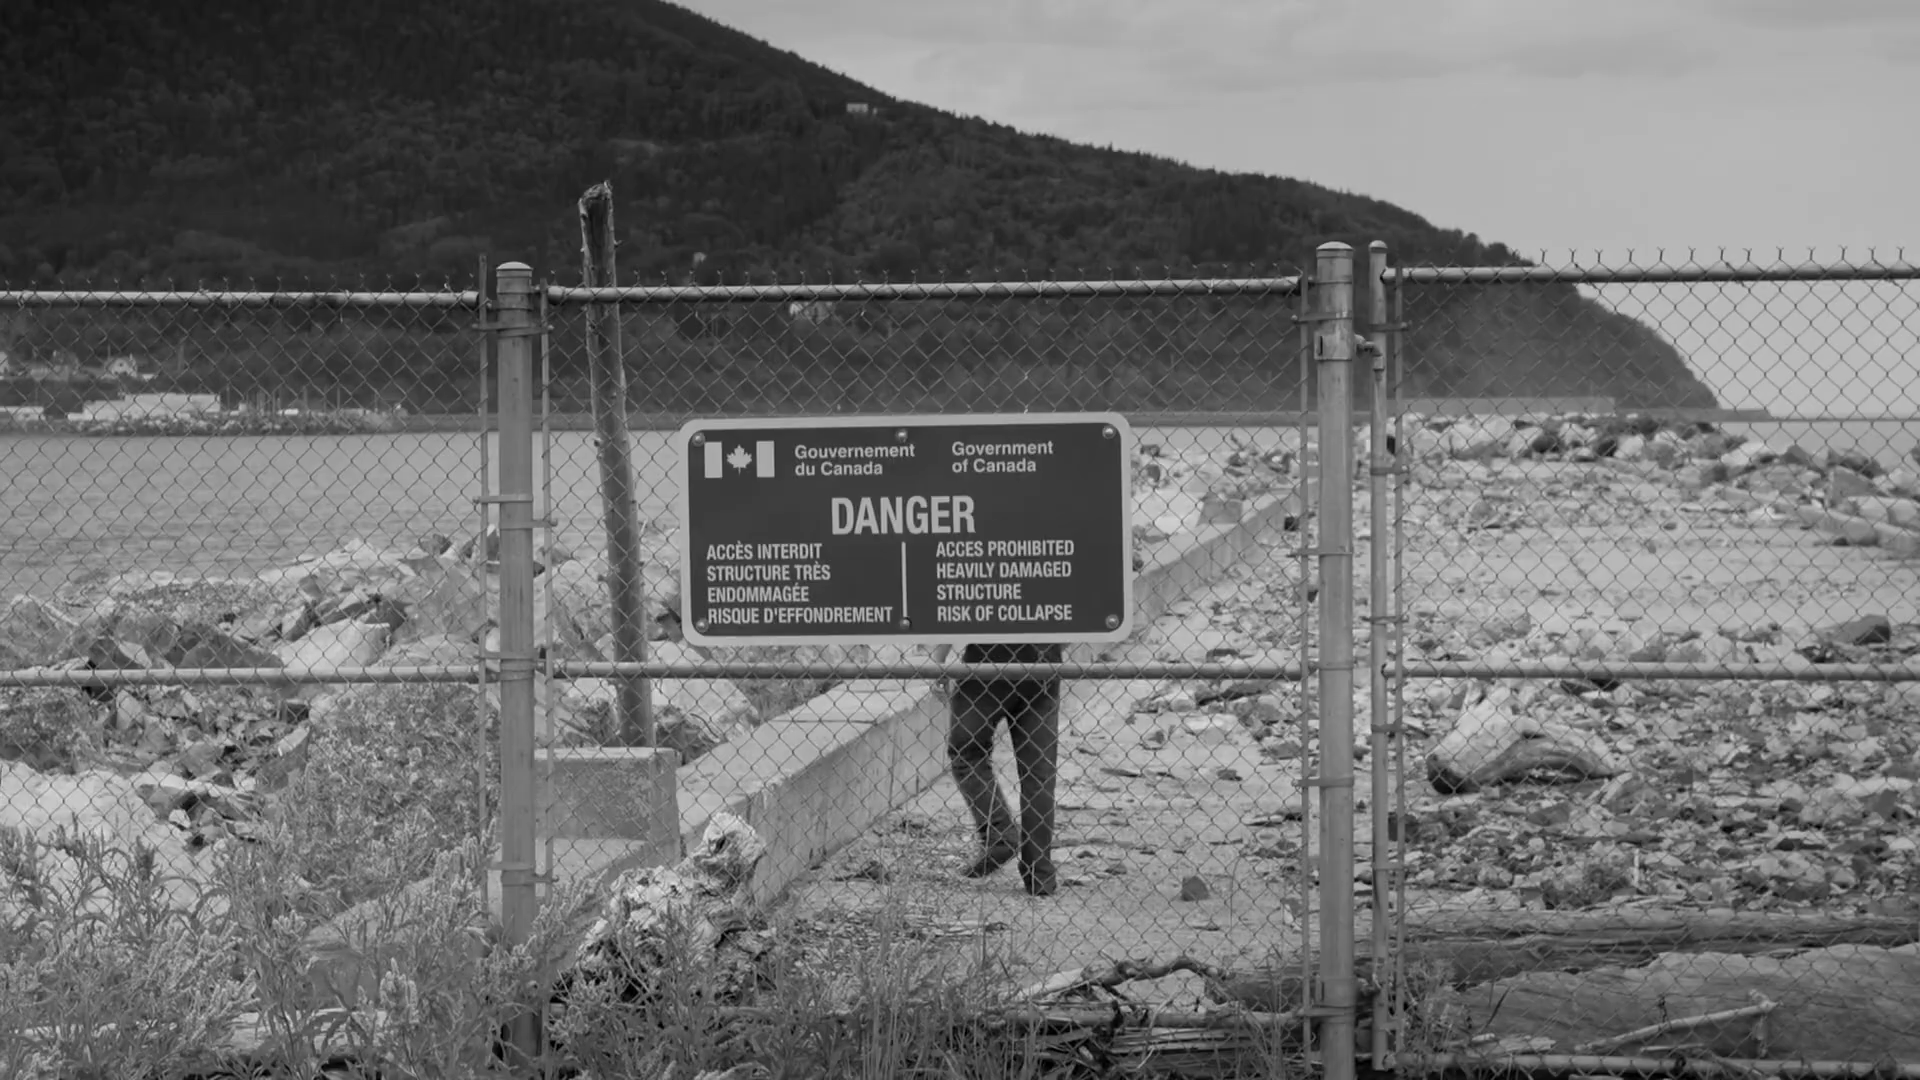 Gouvernement
du Canada
Government
of Canada
DANGER
ACCÈS INTERDIT
STRUCTURE TRÈS
ENDOMMAGÉE
RISQUE D'EFFONDREMENT
ACCES PROHIBITED
HEAVILY DAMAGED
STRUCTURE
RISK OF COLLAPSE